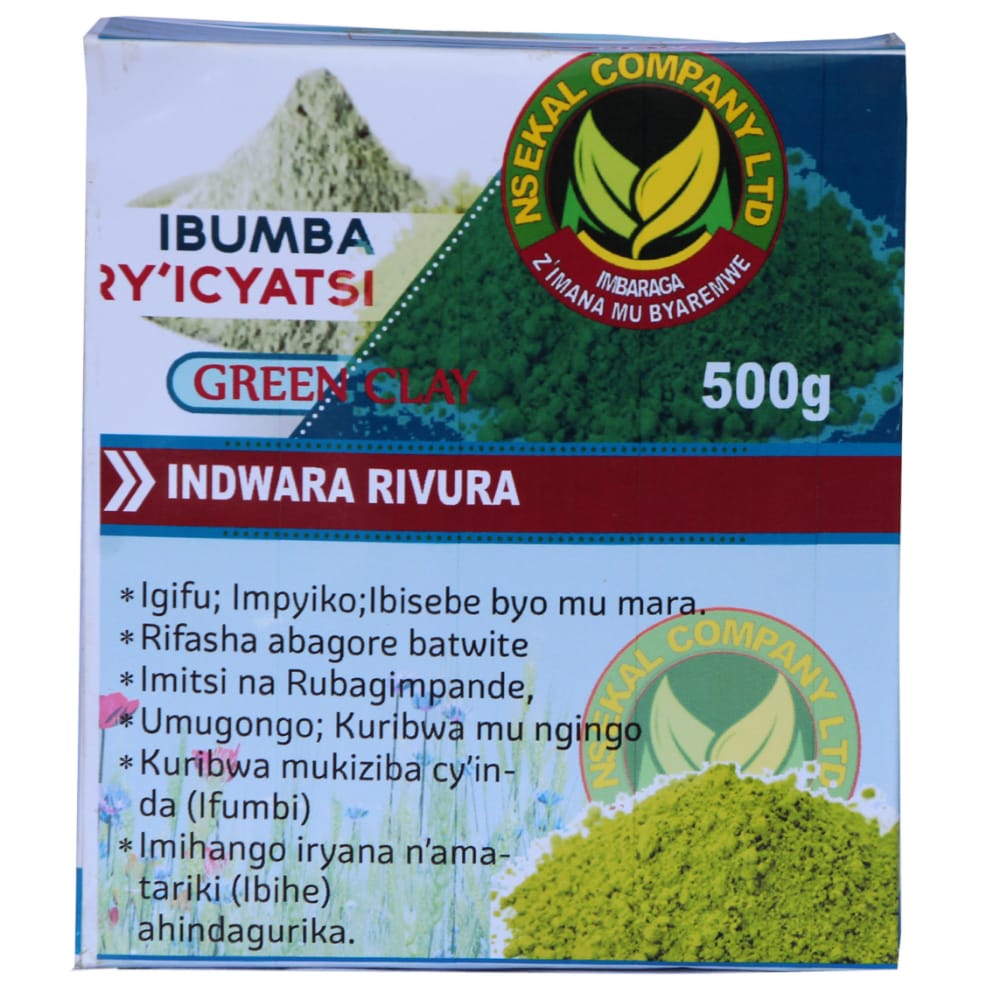 NSEKAL COMPANY LTD
IMBARAGA
Z'IMANA MU BYAREMWE
IBUMBA
RY'ICYATSI
GREEN CLAY
500g
INDWARA RIVURA
*Igifu; Impyiko;Ibisebe byo mu mara.
*Rifasha abagore batwite
*Imitsi na Rubagimpande,
*Umugongo; Kuribwa mu ngingo
*Kuribwa mukiziba cy'in-
da (Ifumbi)
*Imihango iryana n'ama-
tariki (Ibihe)
ahindagurika.
NSEKAL COMPANY LTD